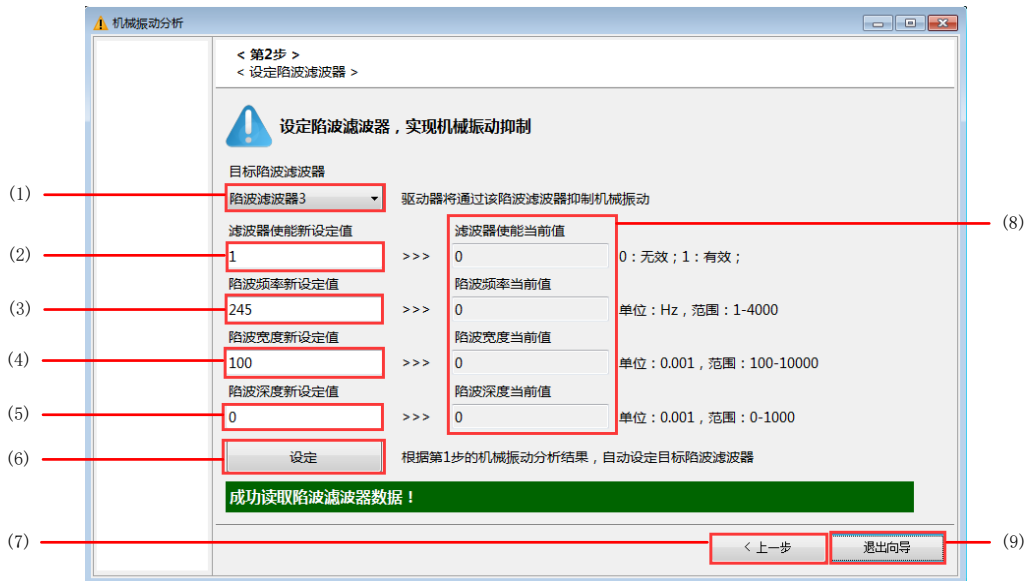 机械振动分析
< 第2步 >
< 设定陷波滤波器 >
设定陷波滤波器，实现机械振动抑制
目标陷波滤波器
(1) 陷波滤波器3 驱动器将通过该陷波滤波器抑制机械振动
滤波器使能新设定值 滤波器使能当前值 (8)
(2) 1 >>> 0 0：无效；1：有效；
陷波频率新设定值 陷波频率当前值
(3) 245 >>> 0 单位：Hz，范围：1-4000
陷波宽度新设定值 陷波宽度当前值
(4) 100 >>> 0 单位：0.001，范围：100-10000
陷波深度新设定值 陷波深度当前值
(5) 0 >>> 0 单位：0.001，范围：0-1000
(6) 设定 根据第1步的机械振动分析结果，自动设定目标陷波滤波器
成功读取陷波滤波器数据！
(7) < 上一步 退出向导 (9)